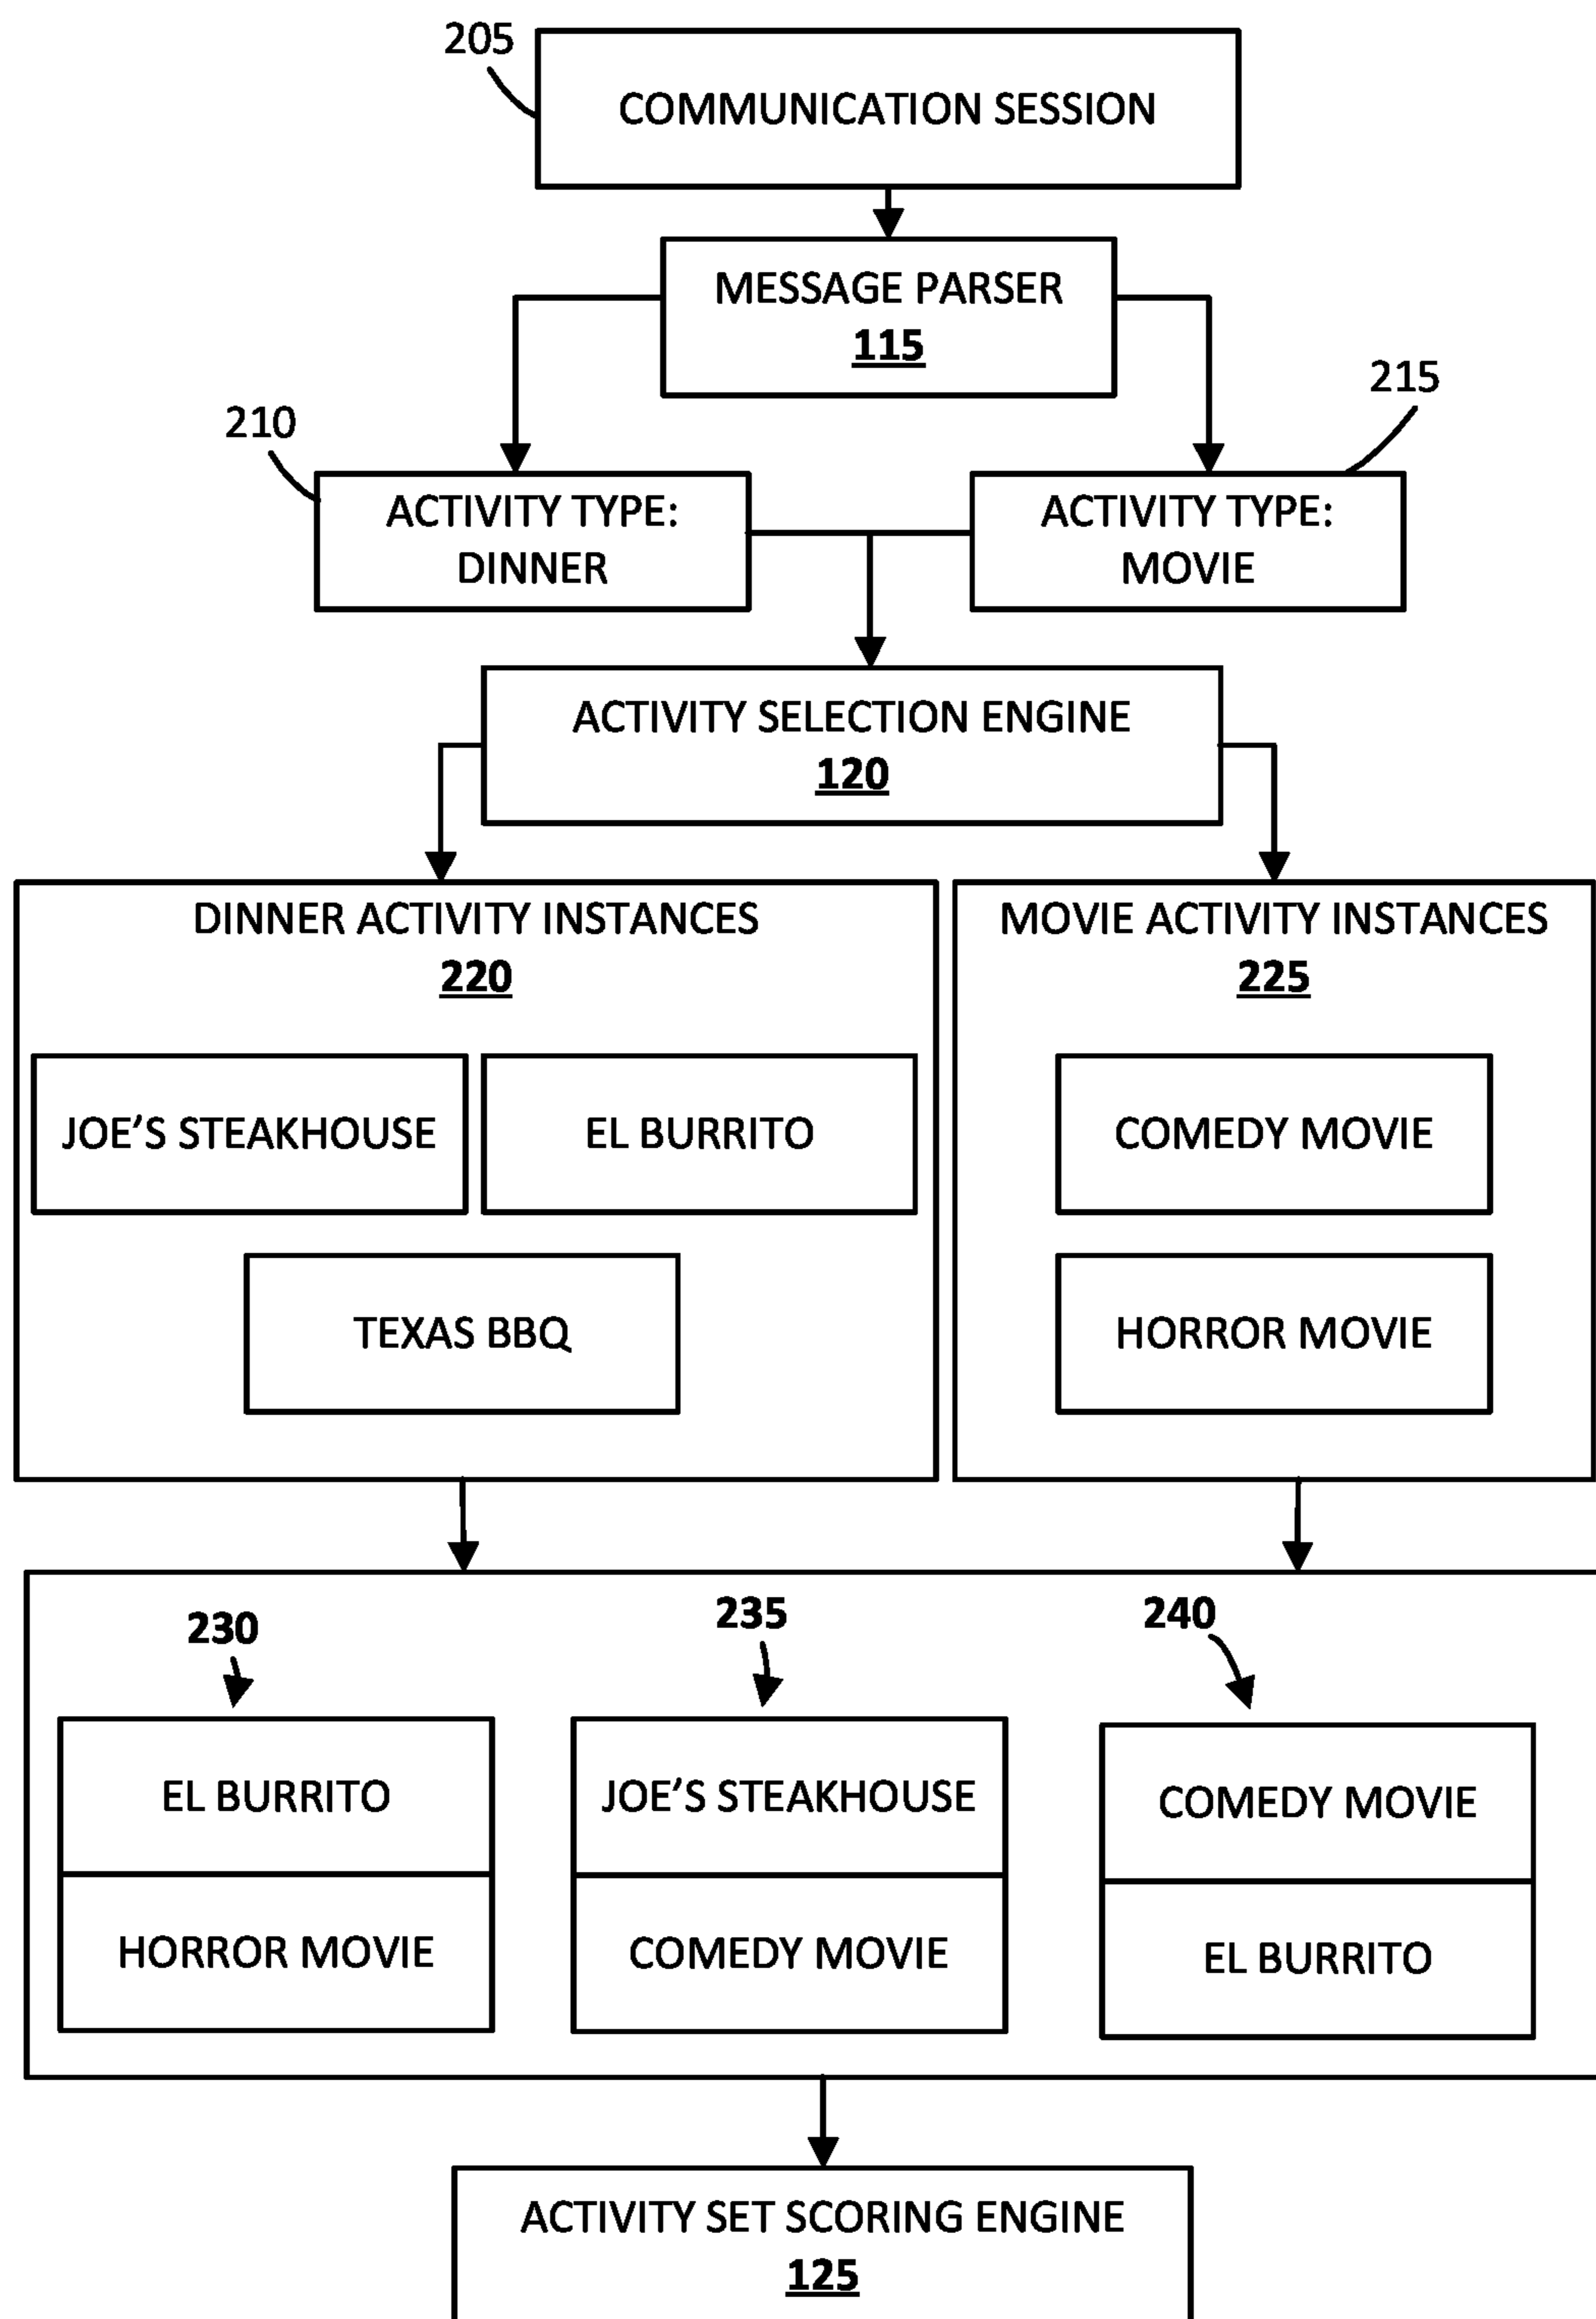 205
COMMUNICATION SESSION
MESSAGE PARSER
115
215
210
ACTIVITY TYPE:
DINNER
ACTIVITY TYPE:
MOVIE
ACTIVITY SELECTION ENGINE
120
DINNER ACTIVITY INSTANCES
220
MOVIE ACTIVITY INSTANCES
225
JOE’S STEAKHOUSE
EL BURRITO
COMEDY MOVIE
TEXAS BBQ
HORROR MOVIE
230
235
240
EL BURRITO
HORROR MOVIE
JOE’S STEAKHOUSE
COMEDY MOVIE
COMEDY MOVIE
EL BURRITO
ACTIVITY SET SCORING ENGINE
125